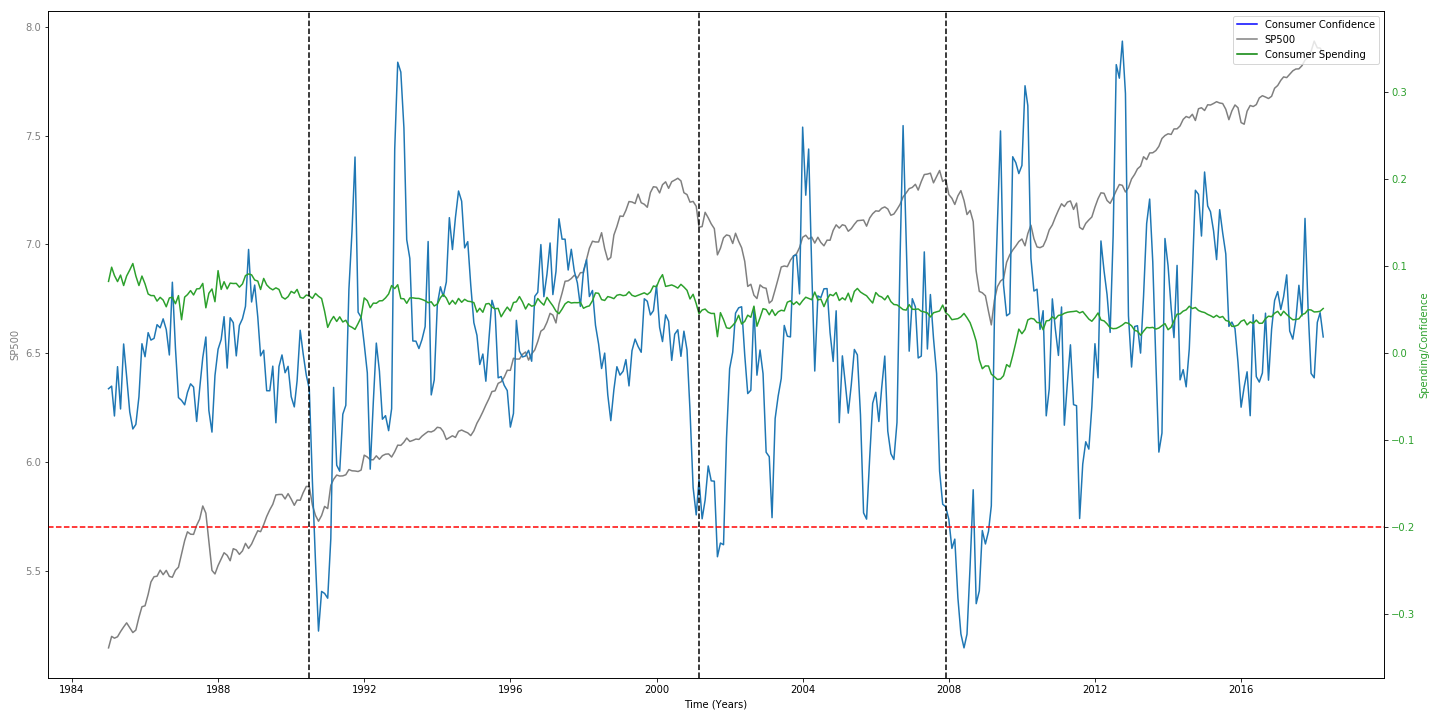 Consumer Confidence
SP500
Consumer Spending
8.0
7.5
7.0
6.5
6.0
5.5
SP500
0.3
0.2
0.1
0.0
−0.1
−0.2
−0.3
Spending/Confidence
1984 1988 1992 1996 2000 2004 2008 2012 2016
Time (Years)